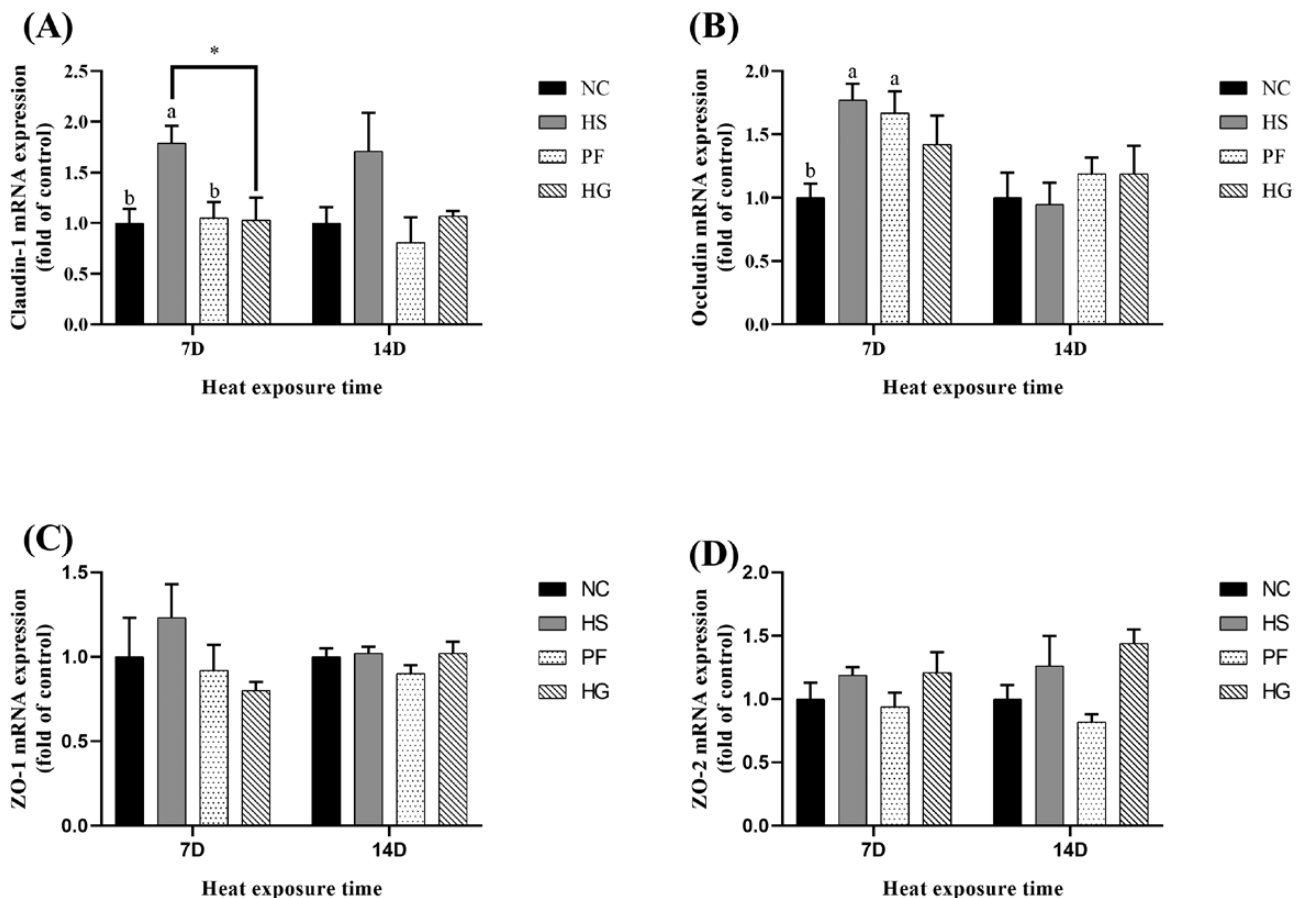 (A)
Claudin-1 mRNA expression
(fold of control)
2.5
2.0
1.5
1.0
0.5
0.0
*
b
a
b
7D
14D
Heat exposure time
NC
HS
PF
HG
(B)
Occludin mRNA expression
(fold of control)
2.0
1.5
1.0
0.5
0.0
b
a
a
7D
14D
Heat exposure time
NC
HS
PF
HG
(C)
ZO-1 mRNA expression
(fold of control)
1.5
1.0
0.5
0.0
7D
14D
Heat exposure time
NC
HS
PF
HG
(D)
ZO-2 mRNA expression
(fold of control)
2.0
1.5
1.0
0.5
0.0
7D
14D
Heat exposure time
NC
HS
PF
HG